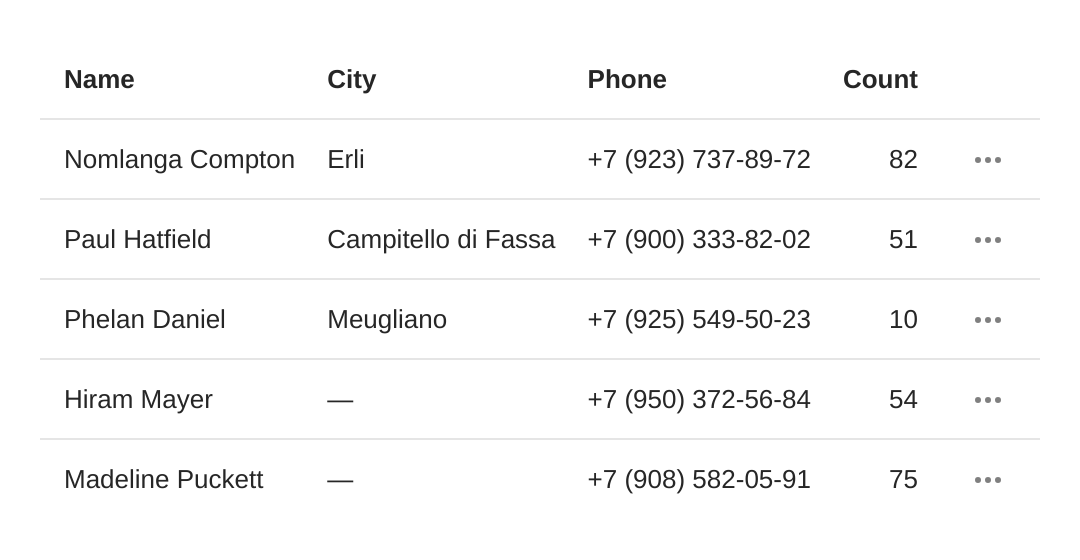 Name City Phone Count
Nomlanga Compton Erli +7 (923) 737-89-72 82
Paul Hatfield Campitello di Fassa +7 (900) 333-82-02 51
Phelan Daniel Meugliano +7 (925) 549-50-23 10
Hiram Mayer — +7 (950) 372-56-84 54
Madeline Puckett — +7 (908) 582-05-91 75